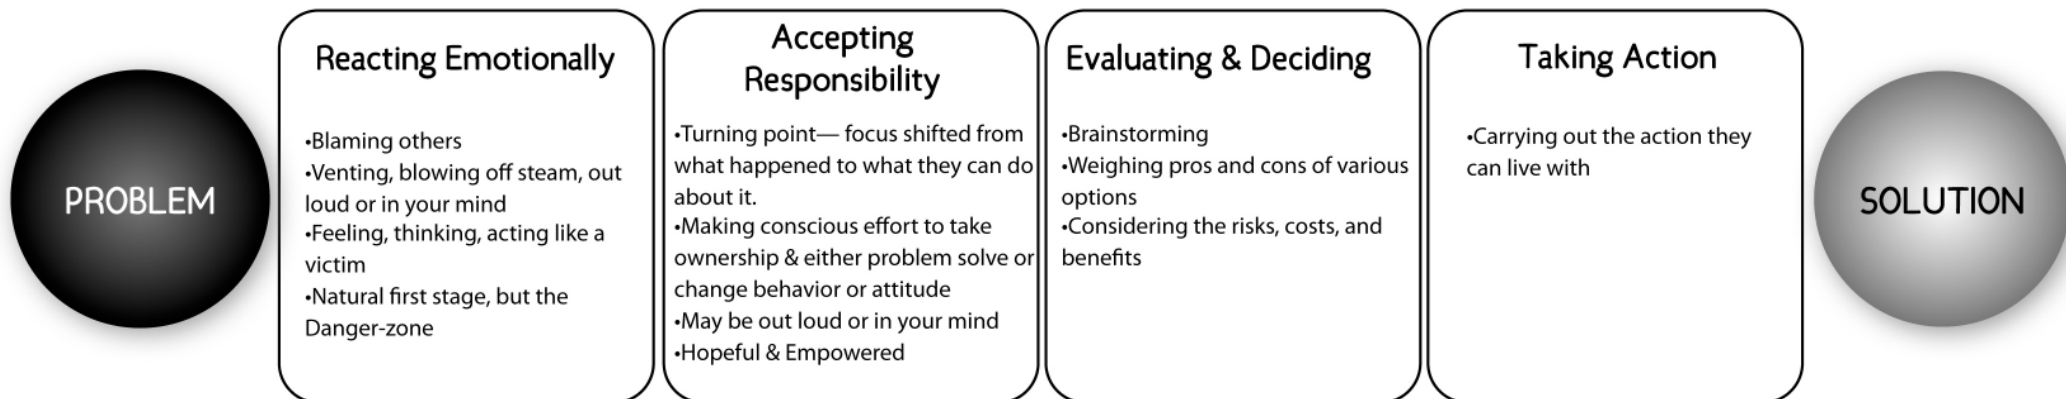 PROBLEM
Reacting Emotionally
•Blaming others
•Venting, blowing off steam, out
loud or in your mind
•Feeling, thinking, acting like a
victim
•Natural first stage, but the
Danger-zone
Accepting
Responsibility
•Turning point— focus shifted from
what happened to what they can do
about it.
•Making conscious effort to take
ownership & either problem solve or
change behavior or attitude
•May be out loud or in your mind
•Hopeful & Empowered
Evaluating & Deciding
•Brainstorming
•Weighing pros and cons of various
options
•Considering the risks, costs, and
benefits
Taking Action
•Carrying out the action they
can live with
SOLUTION